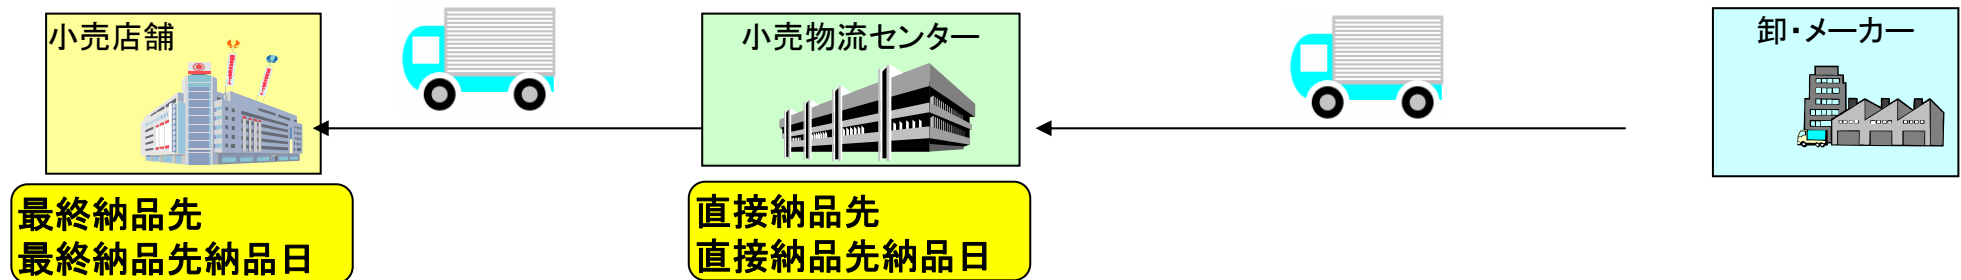 小売店舗
小売物流センター
卸・メーカー
最終納品先
最終納品先納品日
直接納品先
直接納品先納品日